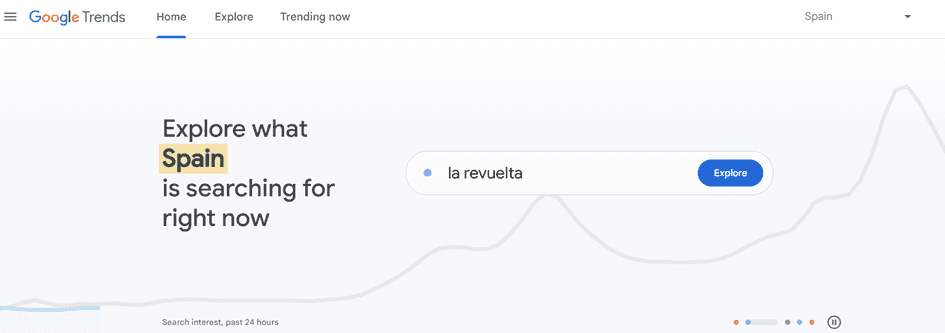 Google Trends Home Explore Trending now Spain
Explore what
Spain
is searching for
right now
la revuelta Explore
Search interest, past 24 hours